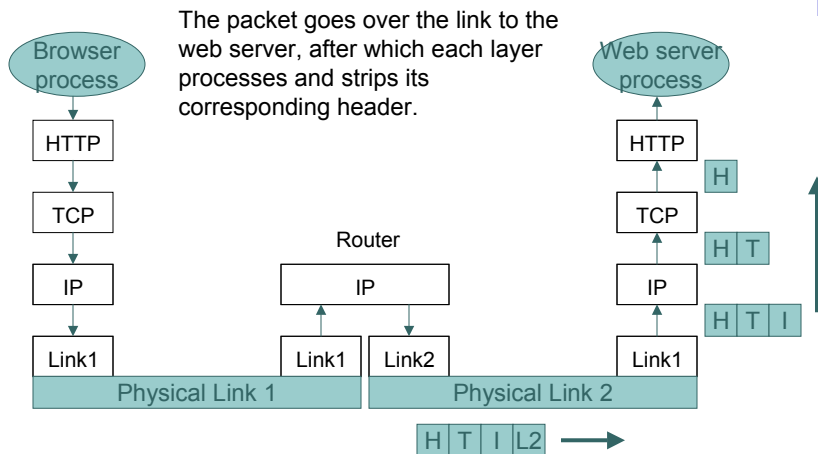 The packet goes over the link to the
web server, after which each layer
processes and strips its
corresponding header.
Browser
process
Web server
process
HTTP
HTTP
H
TCP
TCP
Router
H T
IP
IP
IP
H T I
Link1
Link1
Link2
Link1
Physical Link 1
Physical Link 2
H T I L2